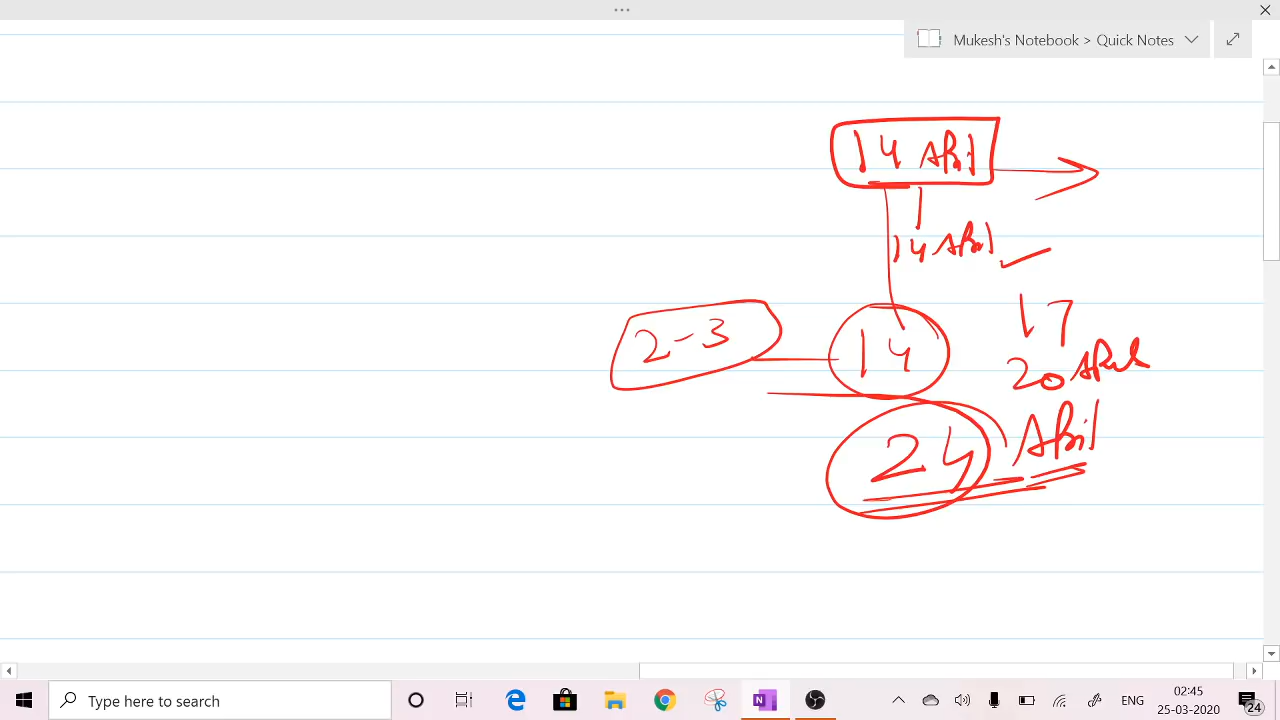 Mukesh's Notebook > Quick Notes
14 APril
14 APril
17
2-3
14
20 APril
24 April
Type here to search
ENG
02:45
25-03-2020
24